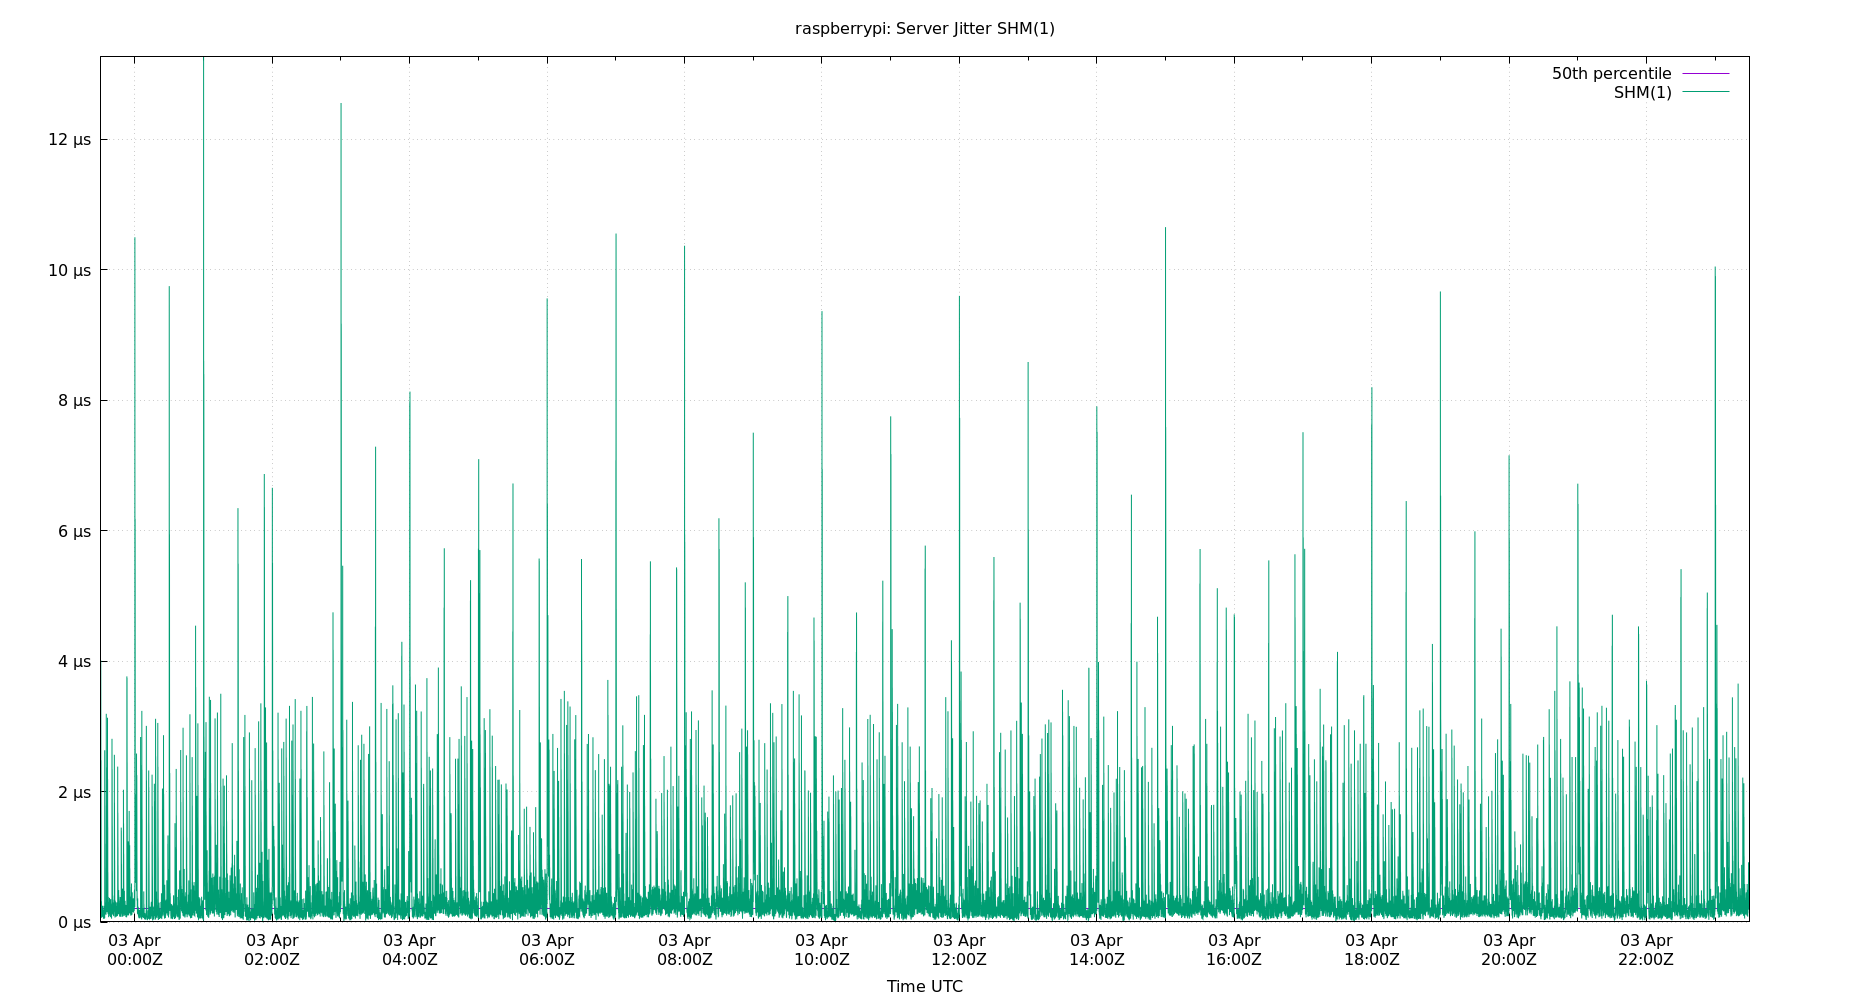 raspberrypi: Server Jitter SHM(1)
50th percentile
SHM(1)
12 µs
10 µs
8 µs
6 µs
4 µs
2 µs
0 µs
03 Apr 03 Apr 03 Apr 03 Apr 03 Apr 03 Apr 03 Apr 03 Apr 03 Apr 03 Apr 03 Apr 03 Apr
00:00Z 02:00Z 04:00Z 06:00Z 08:00Z 10:00Z 12:00Z 14:00Z 16:00Z 18:00Z 20:00Z 22:00Z
Time UTC